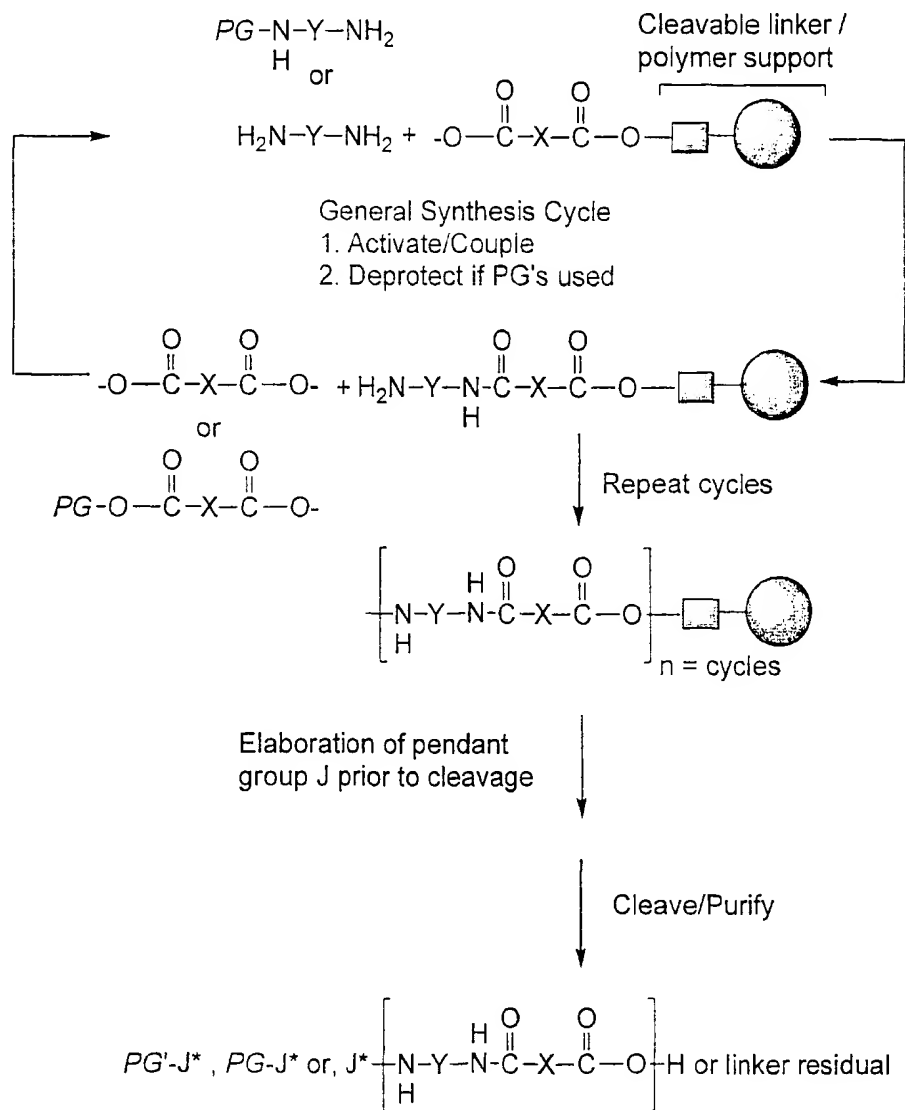 PG-N-Y-NH2
H
or
Cleavable linker /
polymer support
O O
H2N-Y-NH2 + -O-C-X-C-O
General Synthesis Cycle
1. Activate/Couple
2. Deprotect if PG's used
O O O O
-O-C-X-C-O- + H2N-Y-N-C-X-C-O
H
or
O O
PG-O-C-X-C-O-
Repeat cycles
H O O
N-Y-N-C-X-C-O
H
n = cycles
Elaboration of pendant
group J prior to cleavage
Cleave/Purify
H O O
PG'-J* , PG-J* or, J* N-Y-N-C-X-C-O H or linker residual
H